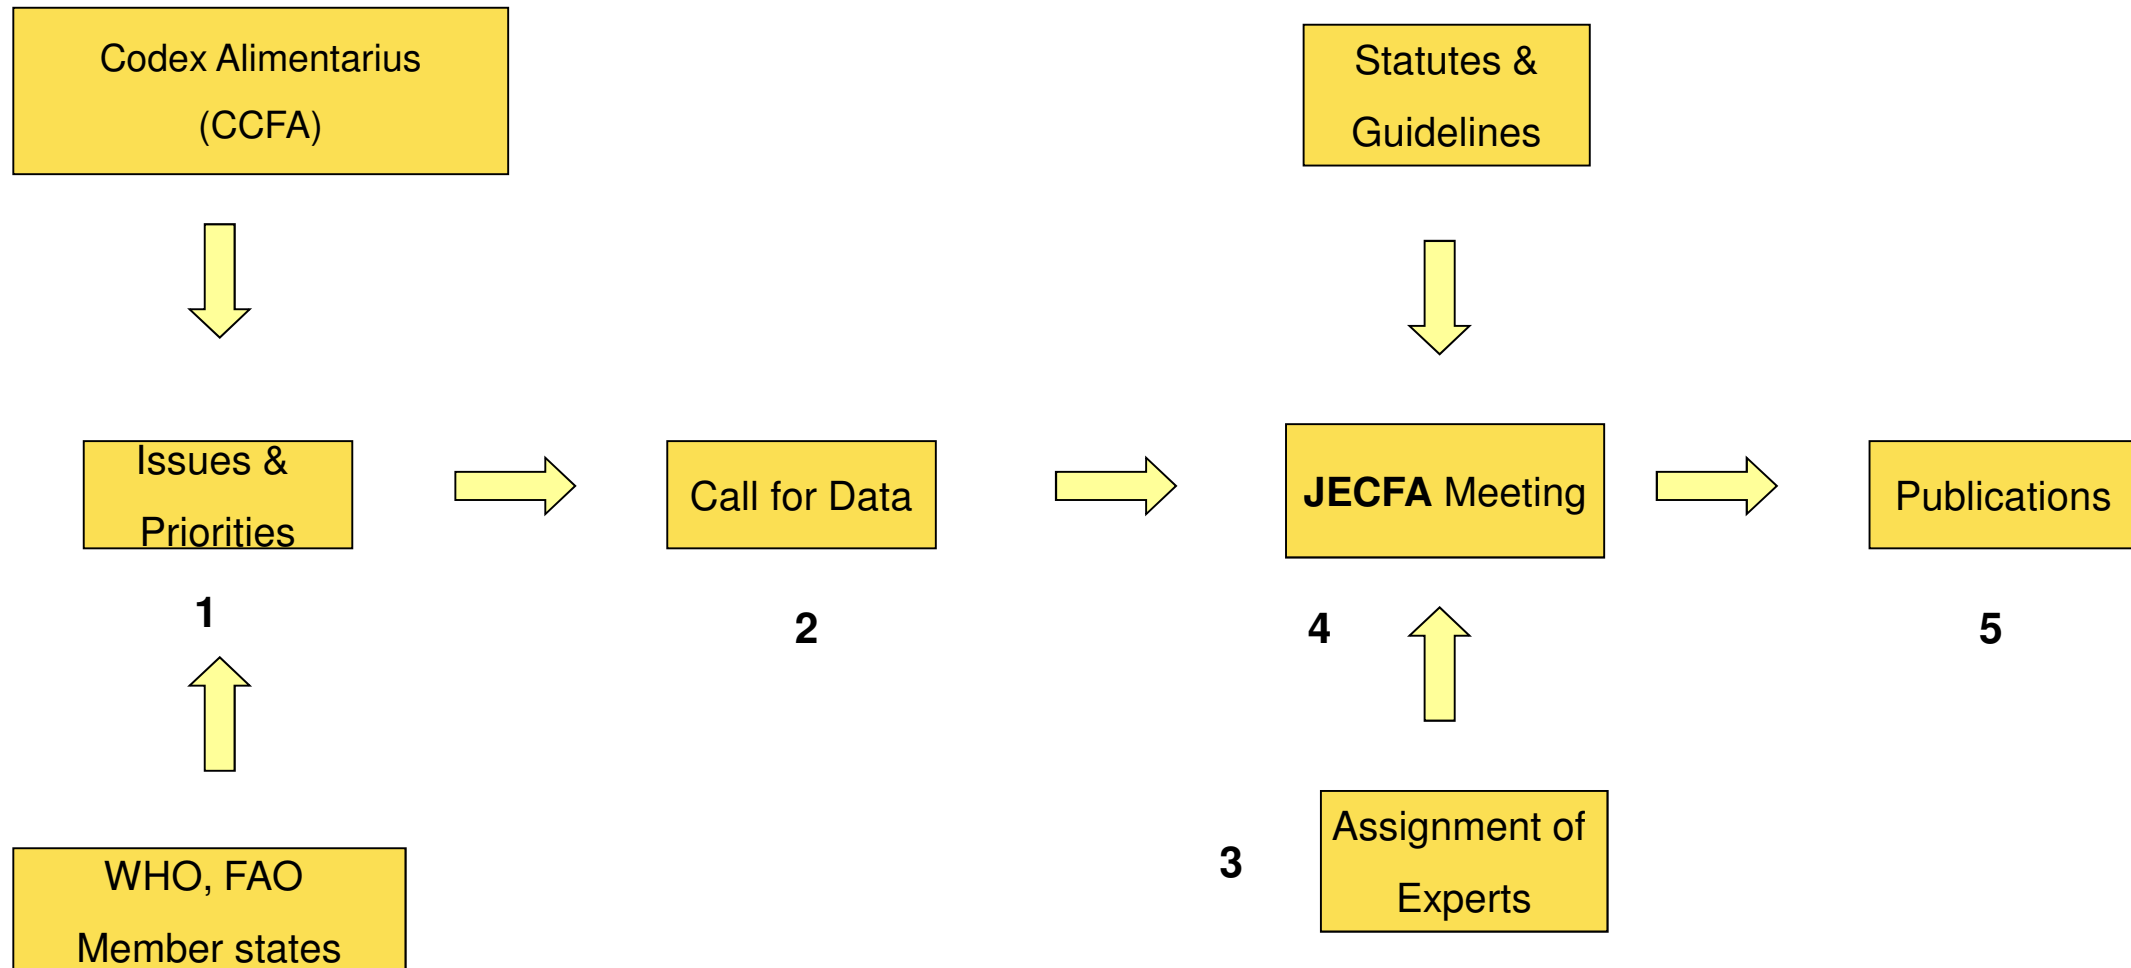 Codex Alimentarius
(CCFA)
Statutes &
Guidelines
Issues &
Priorities
Call for Data
JECFA Meeting
Publications
1
2
4
5
WHO, FAO
Member states
3
Assignment of
Experts